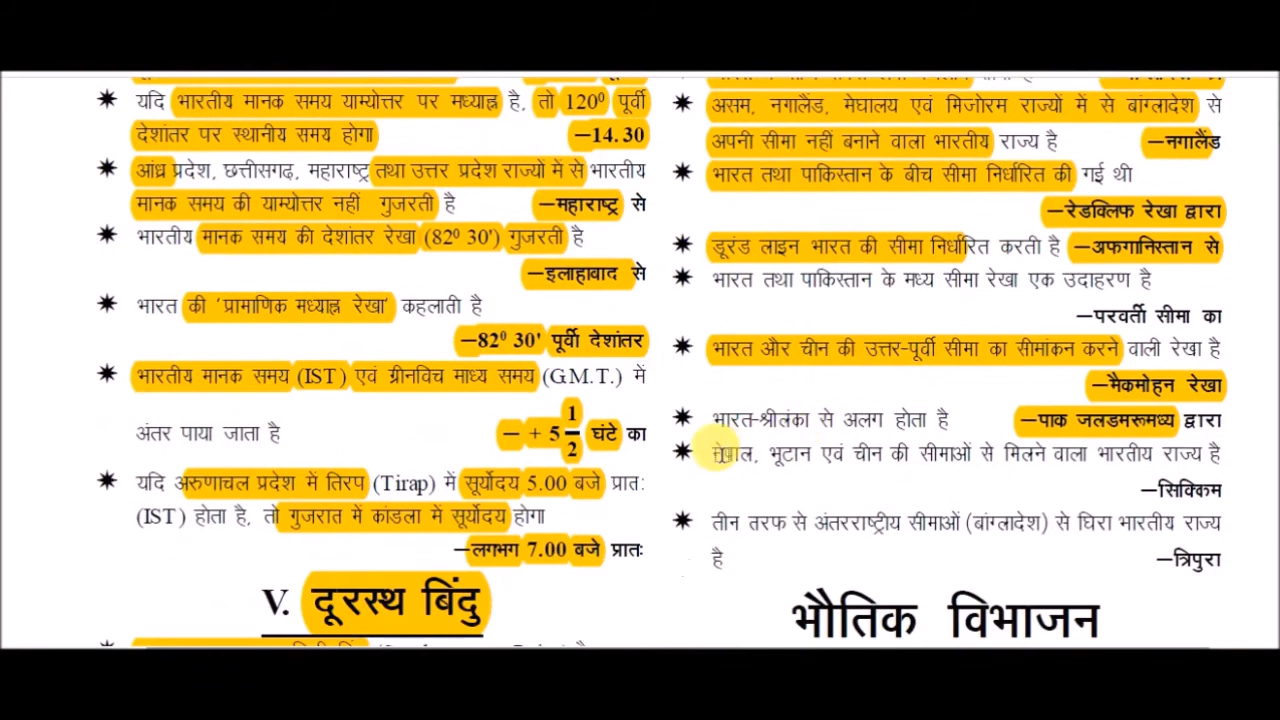 ✷ यदि भारतीय मानक समय याम्योत्तर पर मध्याह्न है, तो 120⁰ पूर्वी
देशांतर पर स्थानीय समय होगा –14.30
✷ आंध्र प्रदेश, छत्तीसगढ़, महाराष्ट्र तथा उत्तर प्रदेश राज्यों में से भारतीय
मानक समय की याम्योत्तर नहीं गुजरती है –महाराष्ट्र से
✷ भारतीय मानक समय की देशांतर रेखा (82⁰ 30') गुजरती है
–इलाहाबाद से
✷ भारत की 'प्रामाणिक मध्याह्न रेखा' कहलाती है
–82⁰ 30' पूर्वी देशांतर
✷ भारतीय मानक समय (IST) एवं ग्रीनविच माध्य समय (G.M.T.) में
अंतर पाया जाता है – + 5 1/2 घंटे का
✷ यदि अरुणाचल प्रदेश में तिरप (Tirap) में सूर्योदय 5.00 बजे प्रात:
(IST) होता है, तो गुजरात में कांडला में सूर्योदय होगा
–लगभग 7.00 बजे प्रातः
V. दूरस्थ बिंदु
✷ असम, नगालैंड, मेघालय एवं मिजोरम राज्यों में से बांग्लादेश से
अपनी सीमा नहीं बनाने वाला भारतीय राज्य है –नगालैंड
✷ भारत तथा पाकिस्तान के बीच सीमा निर्धारित की गई थी
–रेडक्लिफ रेखा द्वारा
✷ डूरंड लाइन भारत की सीमा निर्धारित करती है –अफगानिस्तान से
✷ भारत तथा पाकिस्तान के मध्य सीमा रेखा एक उदाहरण है
–परवर्ती सीमा का
✷ भारत और चीन की उत्तर-पूर्वी सीमा का सीमांकन करने वाली रेखा है
–मैकमोहन रेखा
✷ भारत-श्रीलंका से अलग होता है –पाक जलडमरूमध्य द्वारा
✷ नेपाल, भूटान एवं चीन की सीमाओं से मिलने वाला भारतीय राज्य है
–सिक्किम
✷ तीन तरफ से अंतरराष्ट्रीय सीमाओं (बांग्लादेश) से घिरा भारतीय राज्य
है –त्रिपुरा
भौतिक विभाजन